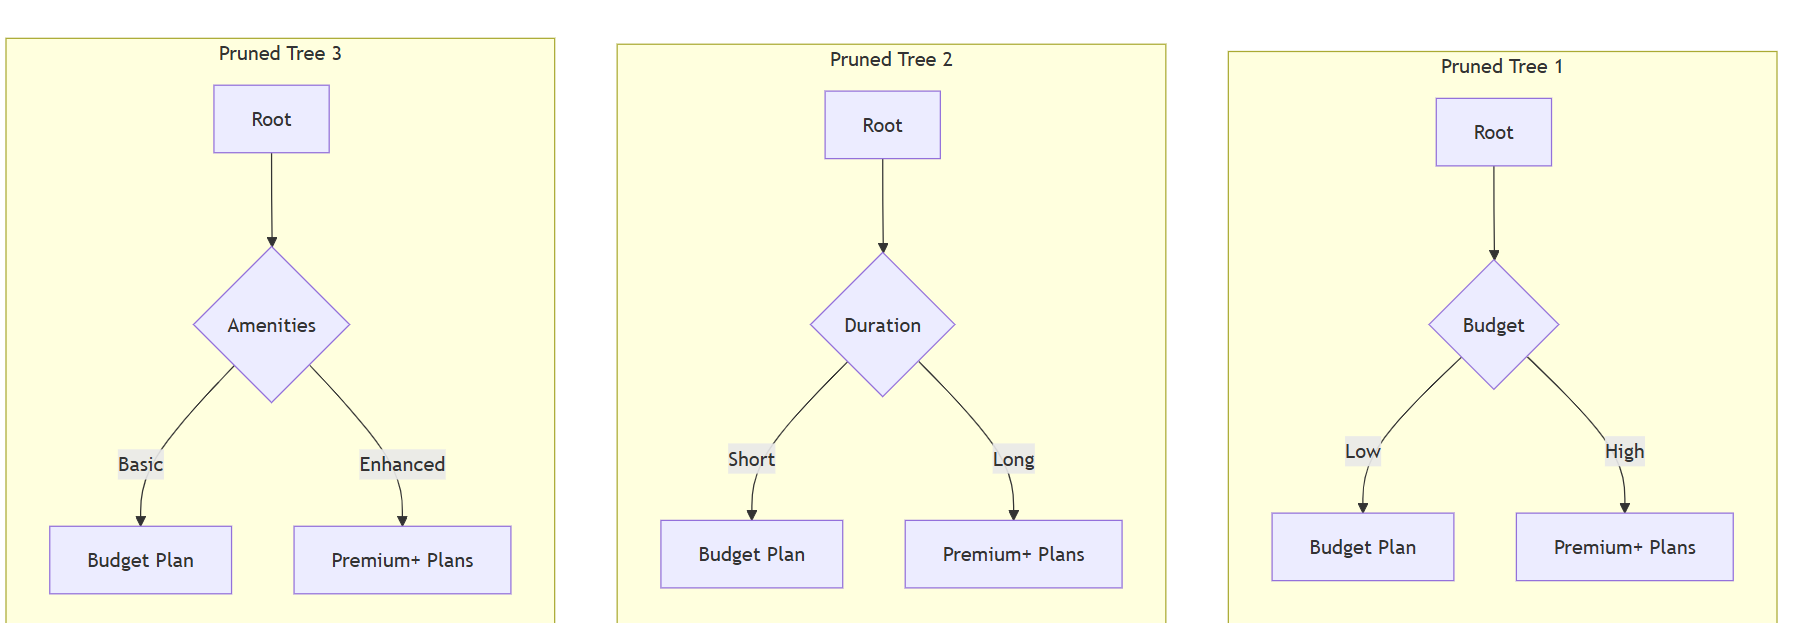 Pruned Tree 3
Root
Amenities
Basic
Enhanced
Budget Plan
Premium+ Plans
Pruned Tree 2
Root
Duration
Short
Long
Budget Plan
Premium+ Plans
Pruned Tree 1
Root
Budget
Low
High
Budget Plan
Premium+ Plans